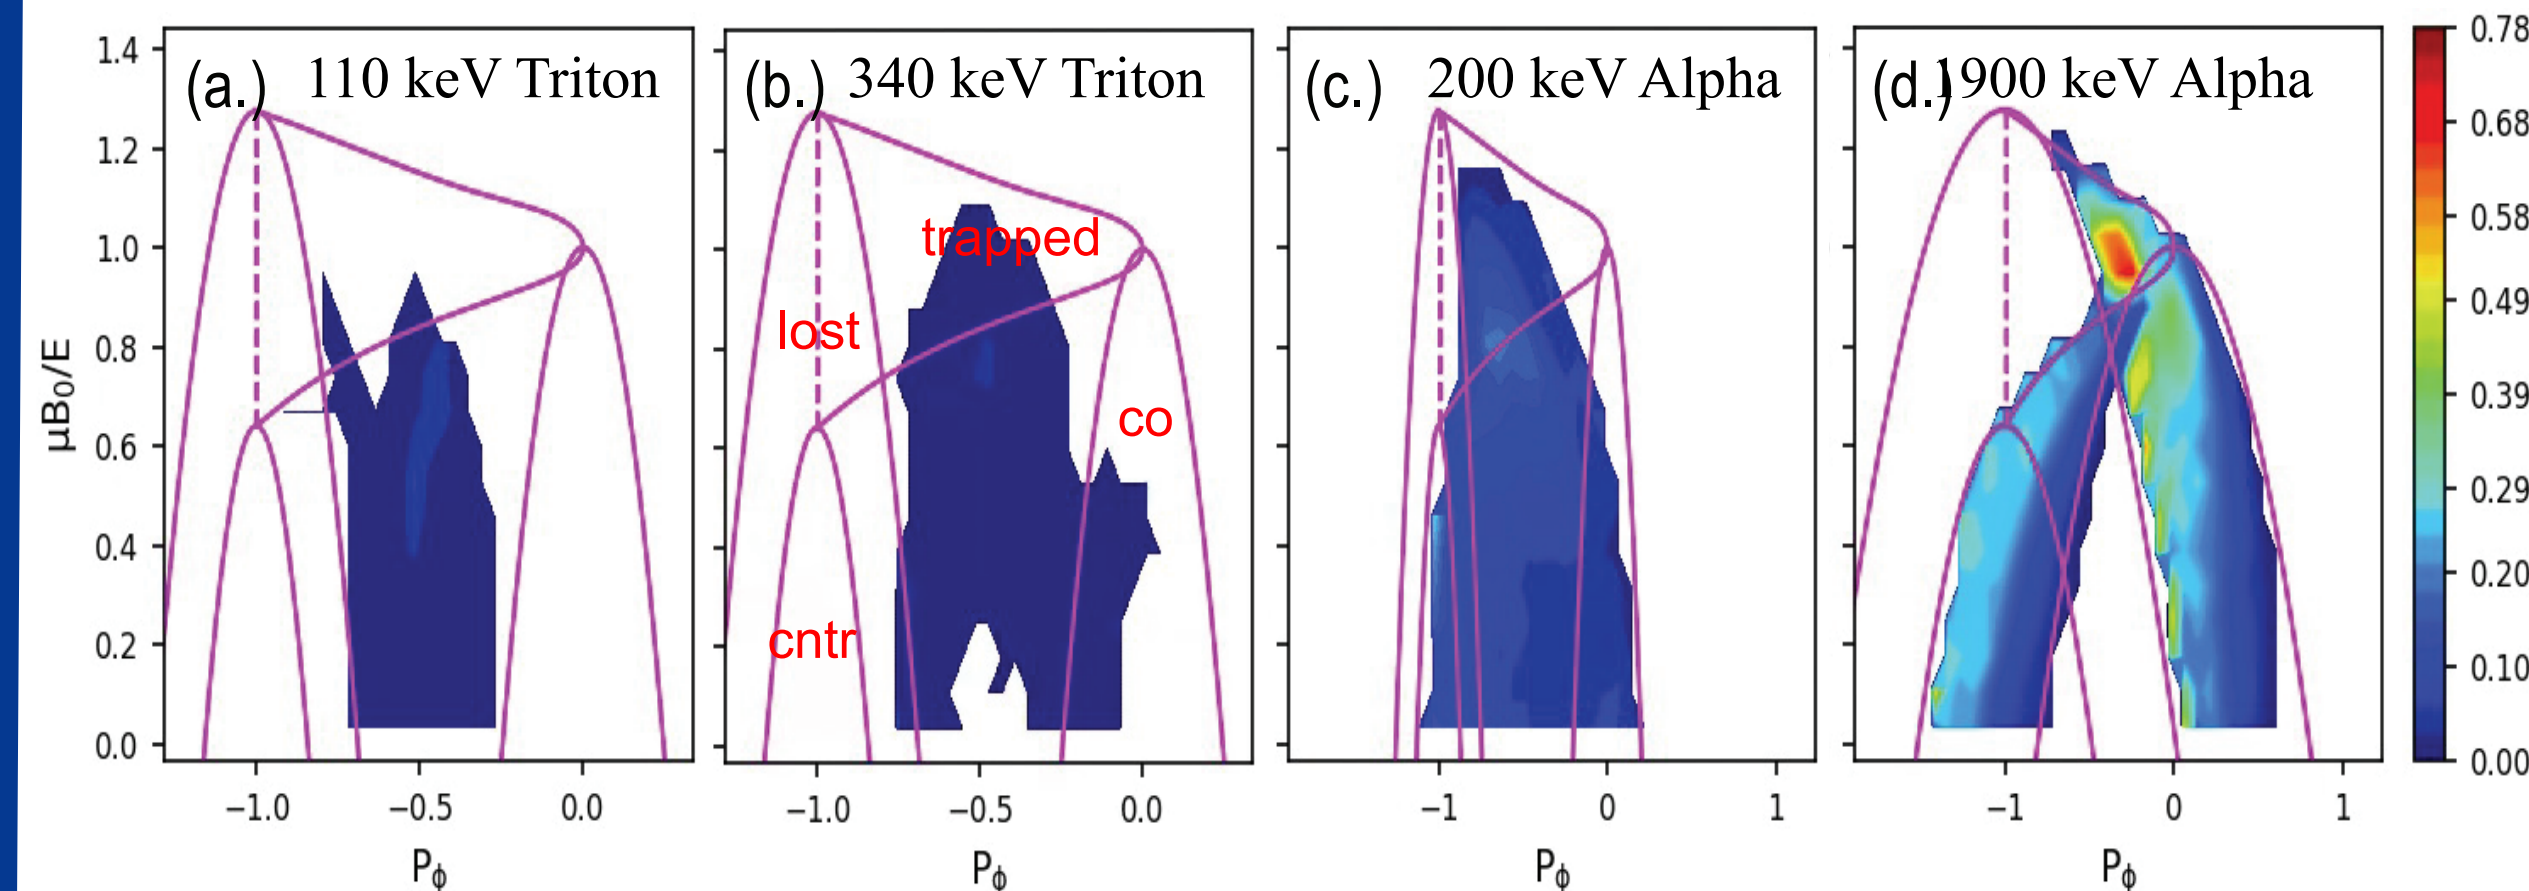 (a.) 110 keV Triton
(b.) 340 keV Triton
(c.) 200 keV Alpha
(d.) 1900 keV Alpha
1.4
1.2
1.0
0.8
0.6
0.4
0.2
0.0
μB₀/E
trapped
lost
co
cntr
0.78
0.68
0.58
0.49
0.39
0.29
0.20
0.10
0.00
−1.0 −0.5 0.0
−1.0 −0.5 0.0
−1 0 1
−1 0 1
Pϕ
Pϕ
Pϕ
Pϕ